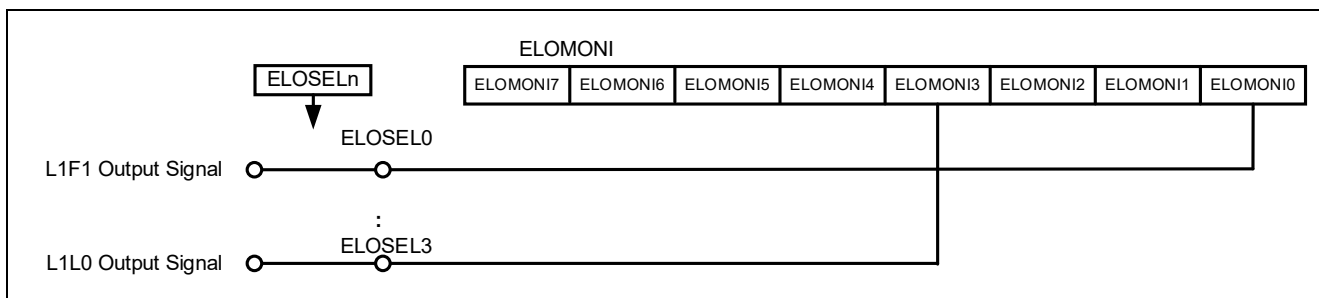 ELOMONI
ELOSELn
ELOMONI7 ELOMONI6 ELOMONI5 ELOMONI4 ELOMONI3 ELOMONI2 ELOMONI1 ELOMONI0
ELOSEL0
L1F1 Output Signal
:
ELOSEL3
L1L0 Output Signal